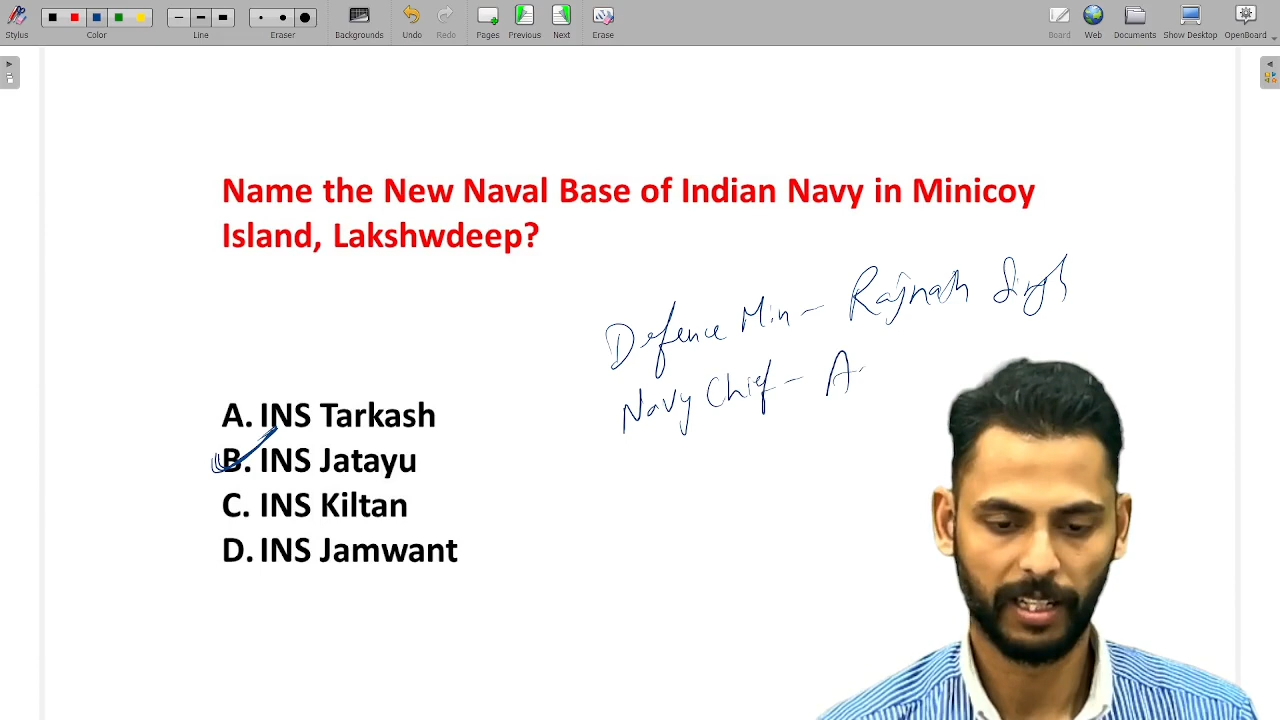 Stylus Color Line Eraser Backgrounds Undo Redo Pages Previous Next Erase Board Web Documents Show Desktop OpenBoard
Name the New Naval Base of Indian Navy in Minicoy
Island, Lakshwdeep?
Defence Min – Rajnath Singh
Navy Chief – A.
A. INS Tarkash
B. INS Jatayu
C. INS Kiltan
D. INS Jamwant